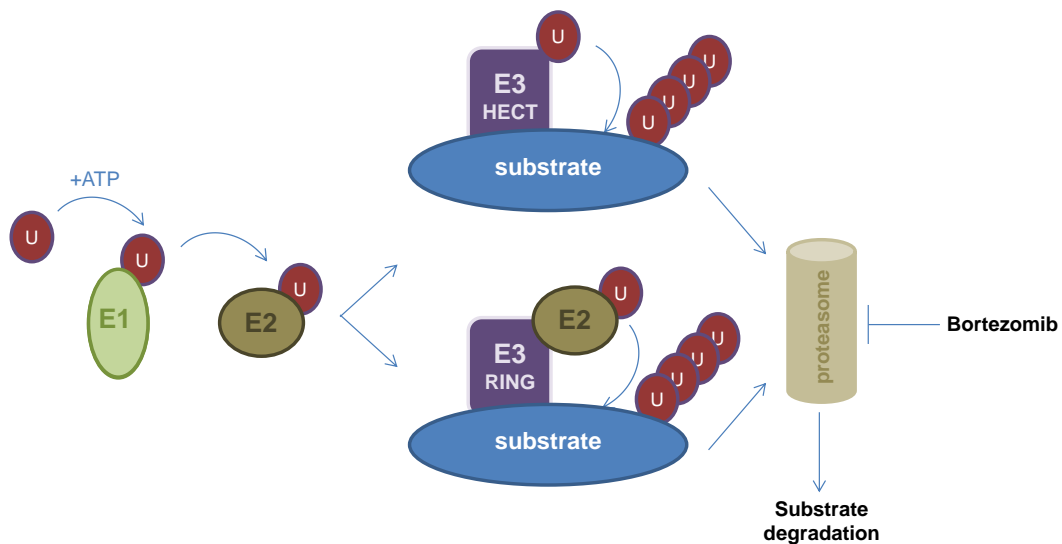 +ATP
U
U
E1
U
E2
U
E3
HECT
U
U
U
U
substrate
U
E2
E3
RING
U
U
U
U
substrate
proteasome
Bortezomib
Substrate
degradation